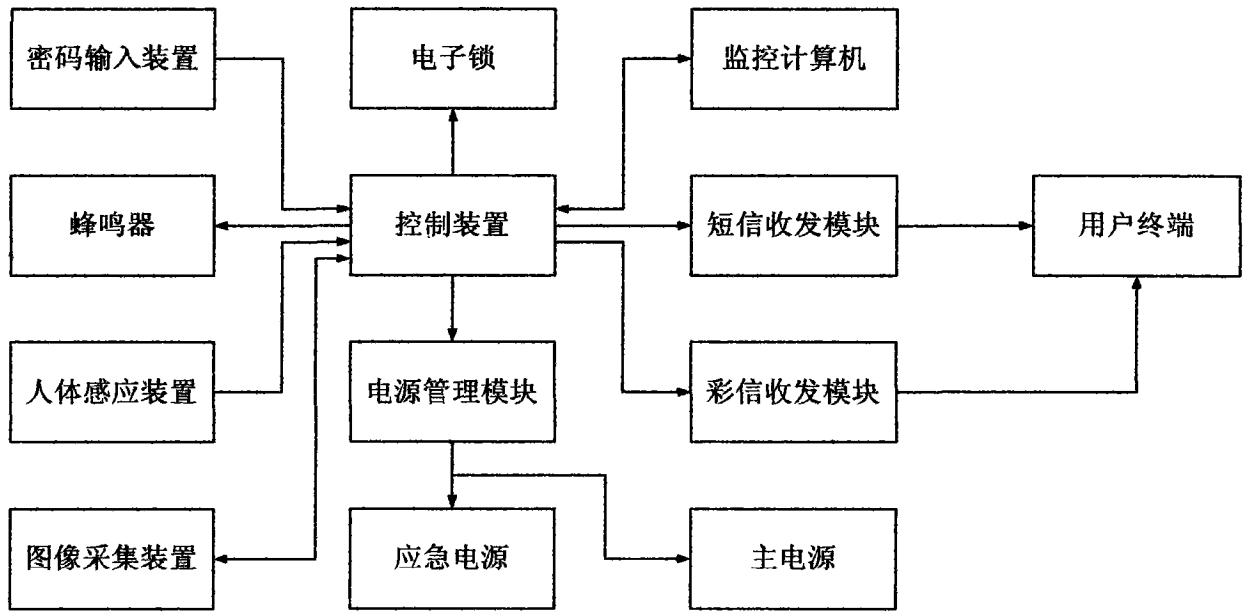 密码输入装置
电子锁
监控计算机
蜂鸣器
控制装置
短信收发模块
用户终端
人体感应装置
电源管理模块
彩信收发模块
图像采集装置
应急电源
主电源